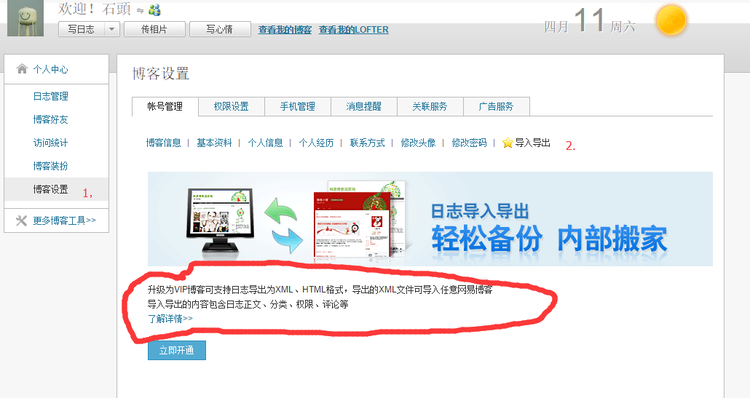 欢迎！石頭
写日志 传相片 写心情 查看我的博客 查看我的LOFTER
四月 11 周六
个人中心
日志管理
博客好友
访问统计
博客装扮
博客设置 1,
更多博客工具>>
博客设置
帐号管理 权限设置 手机管理 消息提醒 关联服务 广告服务
博客信息 | 基本资料 | 个人信息 | 个人经历 | 联系方式 | 修改头像 | 修改密码 | 导入导出 2.
日志导入导出
轻松备份 内部搬家
升级为VIP博客可支持日志导出为XML、HTML格式，导出的XML文件可导入任意网易博客
导入导出的内容包含日志正文、分类、权限、评论等
了解详情>>
立即开通